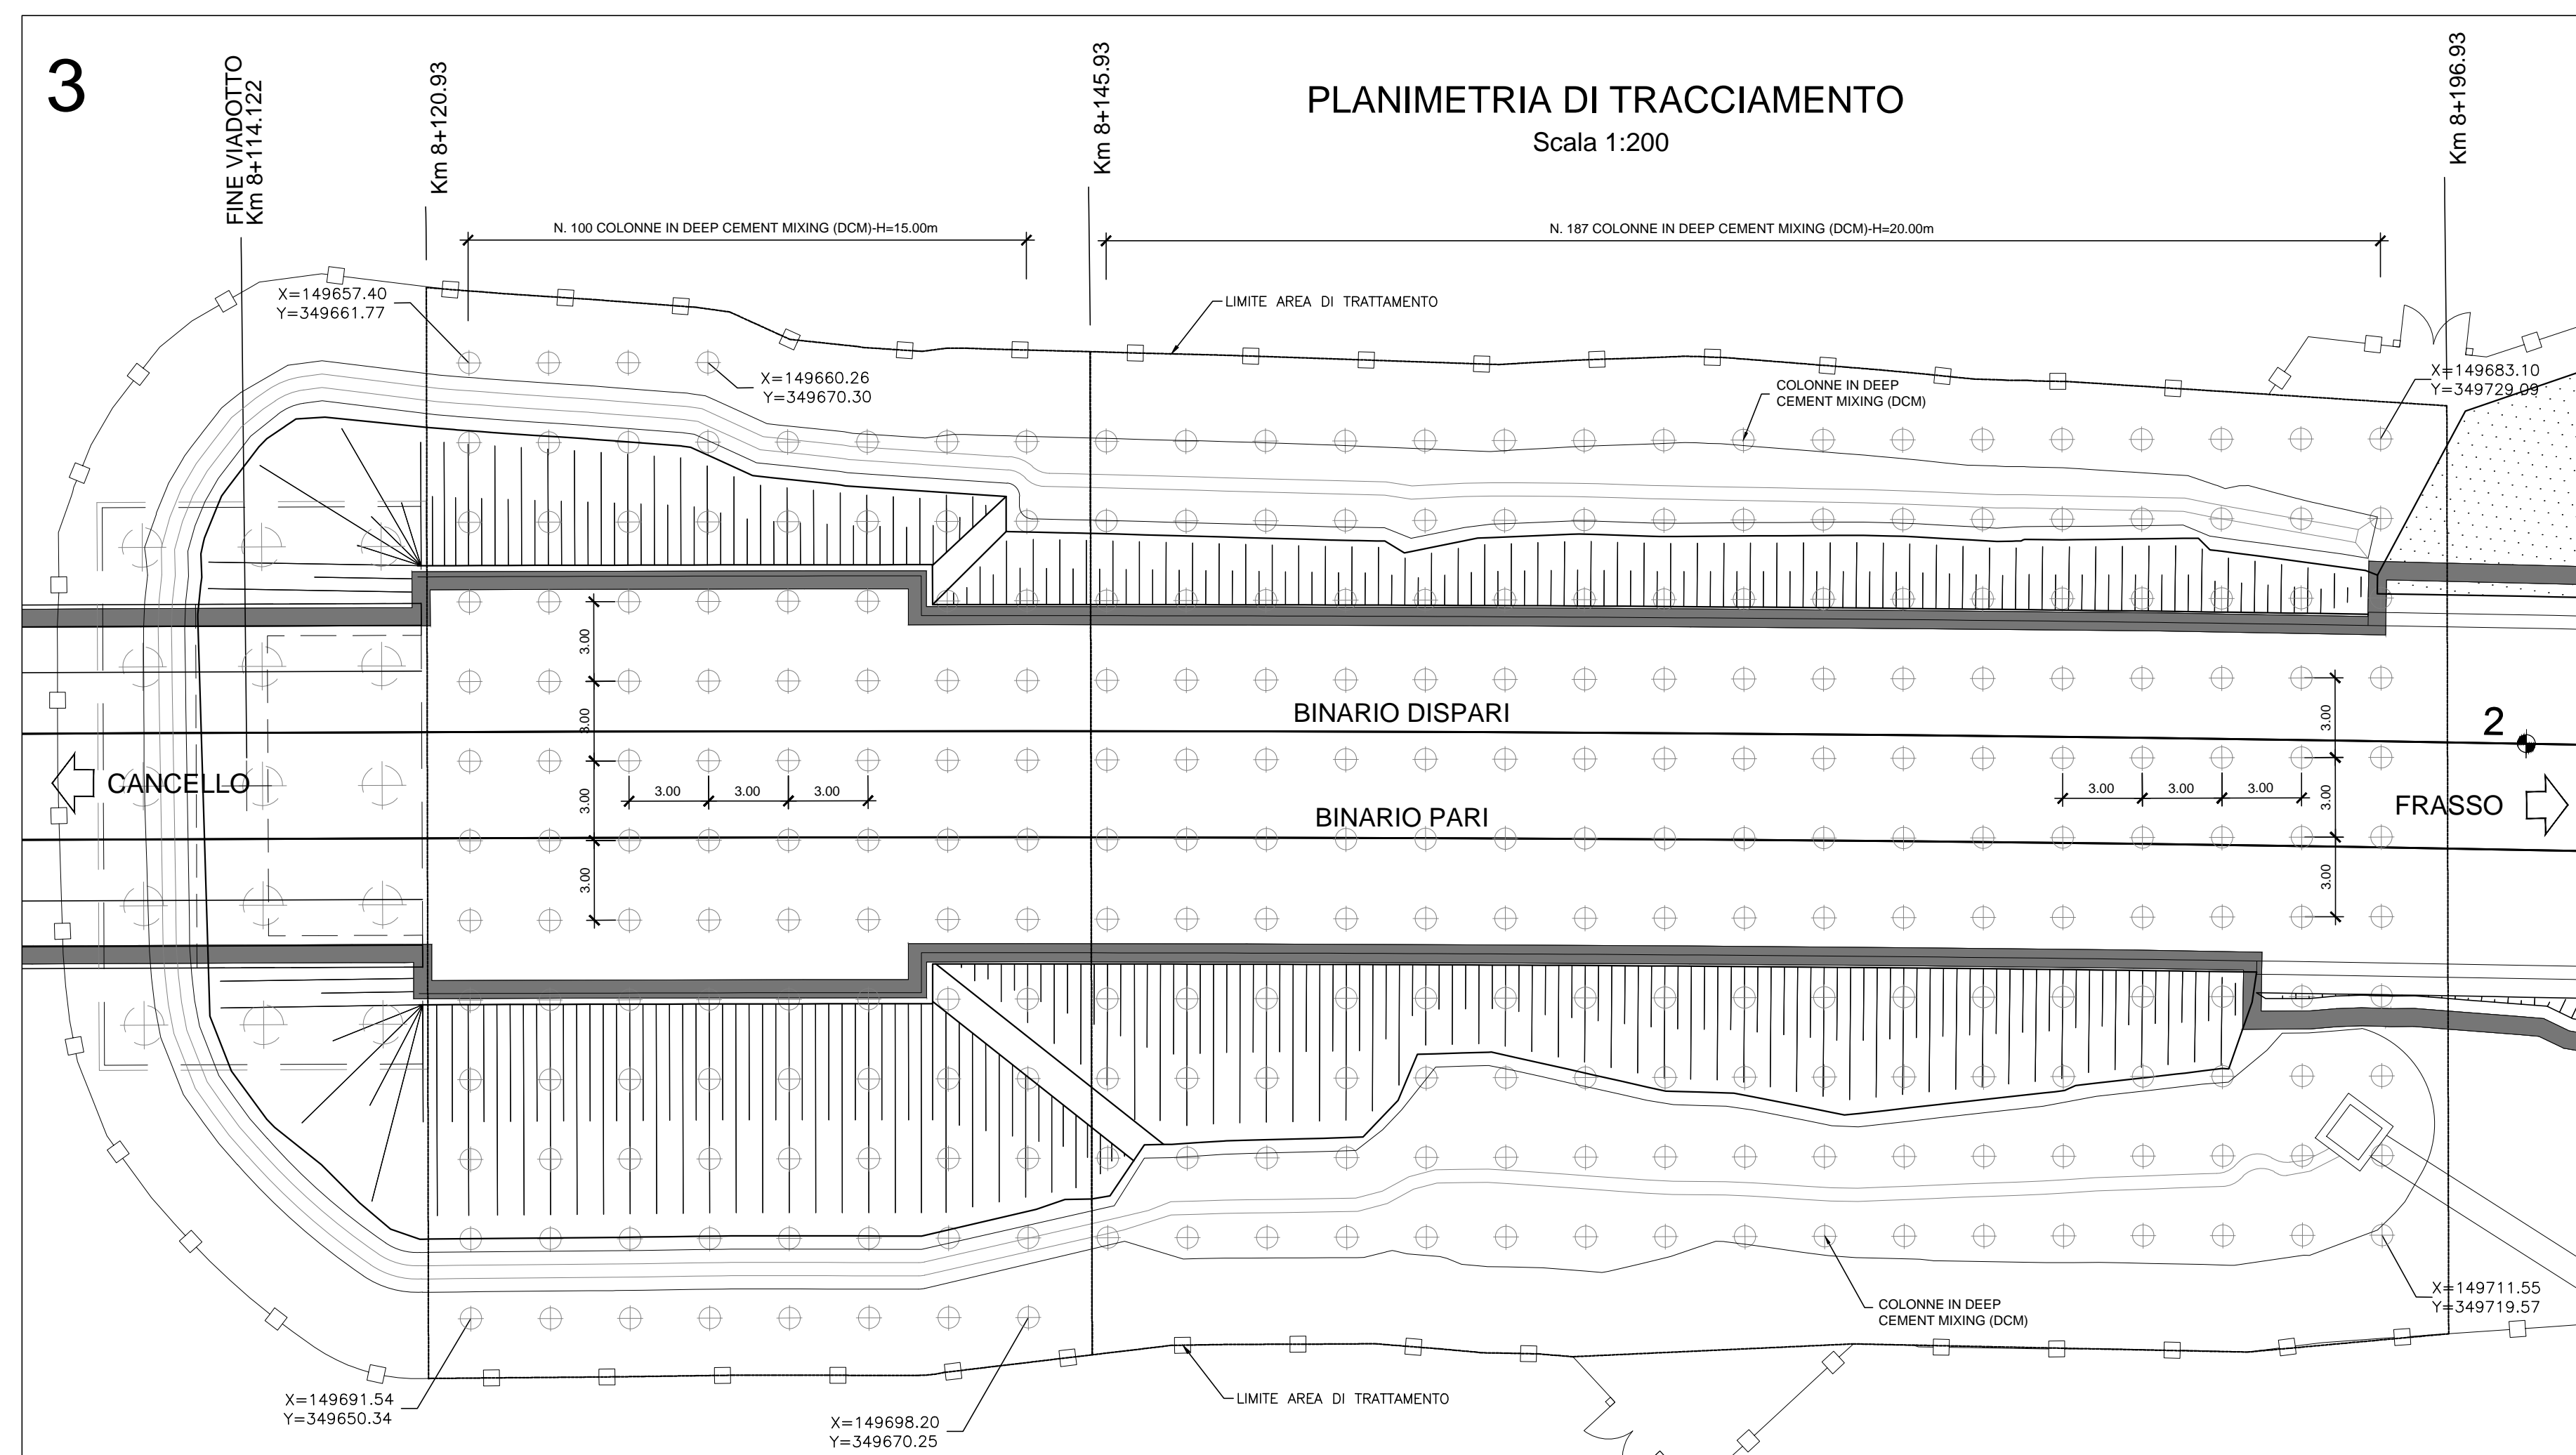 3
FINE VIADOTTO
Km 8+114.122
Km 8+120.93
Km 8+145.93
PLANIMETRIA DI TRACCIAMENTO
Scala 1:200
Km 8+196.93
N. 100 COLONNE IN DEEP CEMENT MIXING (DCM)-H=15.00m
N. 187 COLONNE IN DEEP CEMENT MIXING (DCM)-H=20.00m
X=149657.40
Y=349661.77
LIMITE AREA DI TRATTAMENTO
X=149660.26
Y=349670.30
COLONNE IN DEEP
CEMENT MIXING (DCM)
X=149683.10
Y=349729.09
3.00
3.00
3.00
3.00
3.00
3.00
3.00
BINARIO DISPARI
BINARIO PARI
CANCELLO
3.00
3.00
3.00
3.00
3.00
3.00
2
FRASSO
X=149711.55
Y=349719.57
COLONNE IN DEEP
CEMENT MIXING (DCM)
LIMITE AREA DI TRATTAMENTO
X=149691.54
Y=349650.34
X=149698.20
Y=349670.25